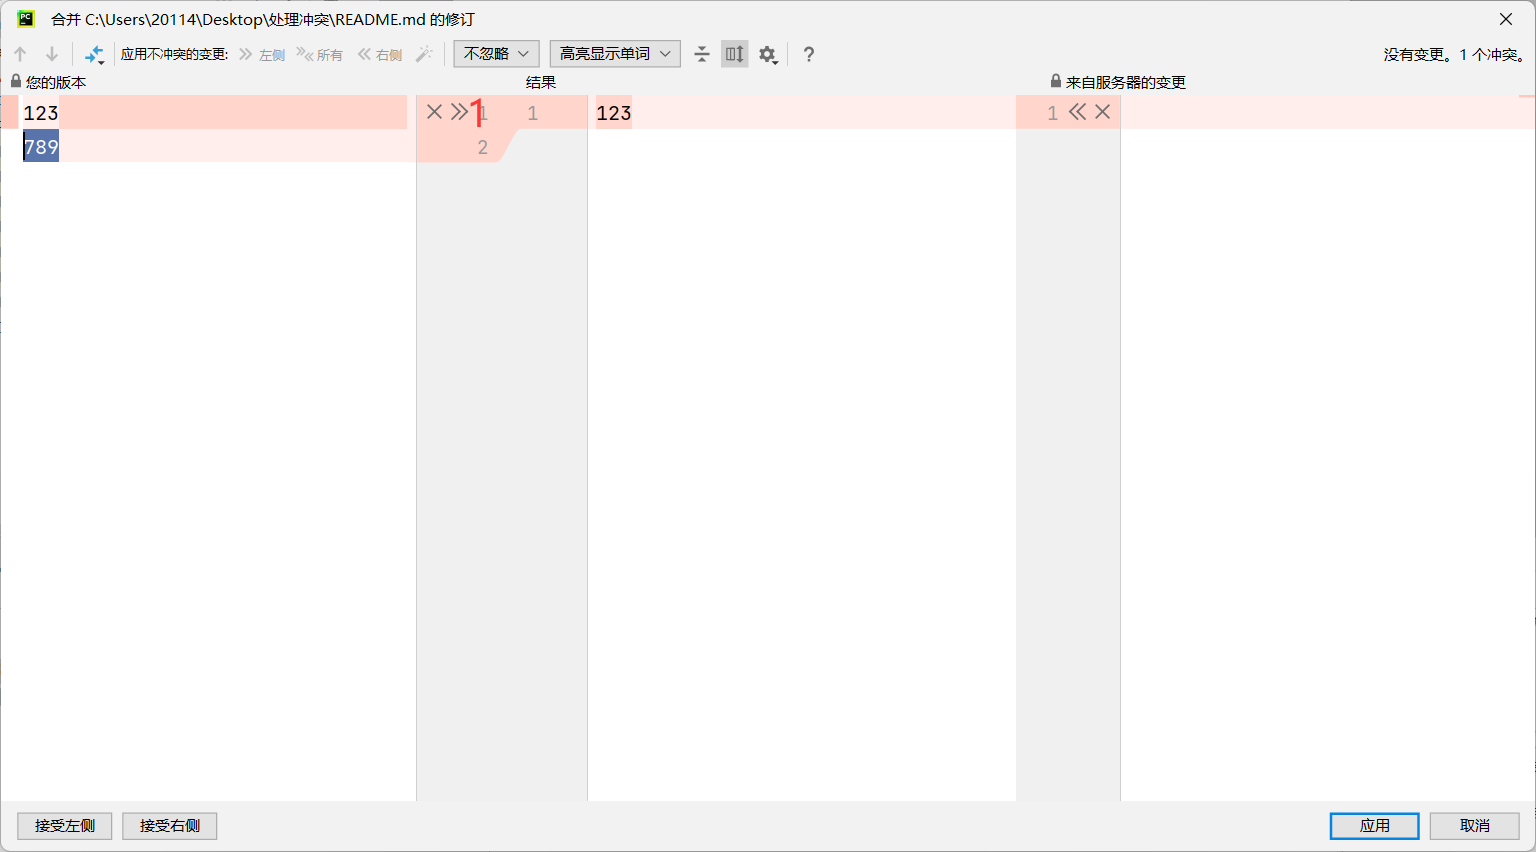 合并 C:\Users\20114\Desktop\处理冲突\README.md 的修订
应用不冲突的变更: 左侧 所有 右侧 不忽略 高亮显示单词 ? 没有变更。1 个冲突。
您的版本 结果 来自服务器的变更
123 1 1 1 123 1
789 2
接受左侧 接受右侧 应用 取消